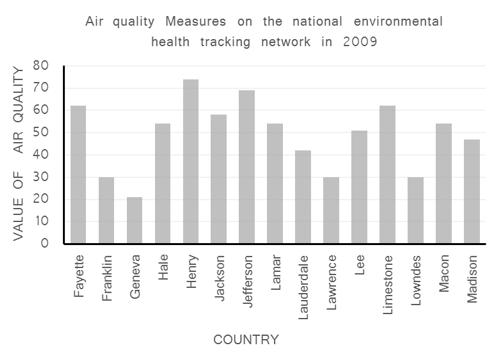 Air quality Measures on the national environmental
health tracking network in 2009
VALUE OF AIR QUALITY
80
70
60
50
40
30
20
10
0
Fayette
Franklin
Geneva
Hale
Henry
Jackson
Jefferson
Lamar
Lauderdale
Lawrence
Lee
Limestone
Lowndes
Macon
Madison
COUNTRY